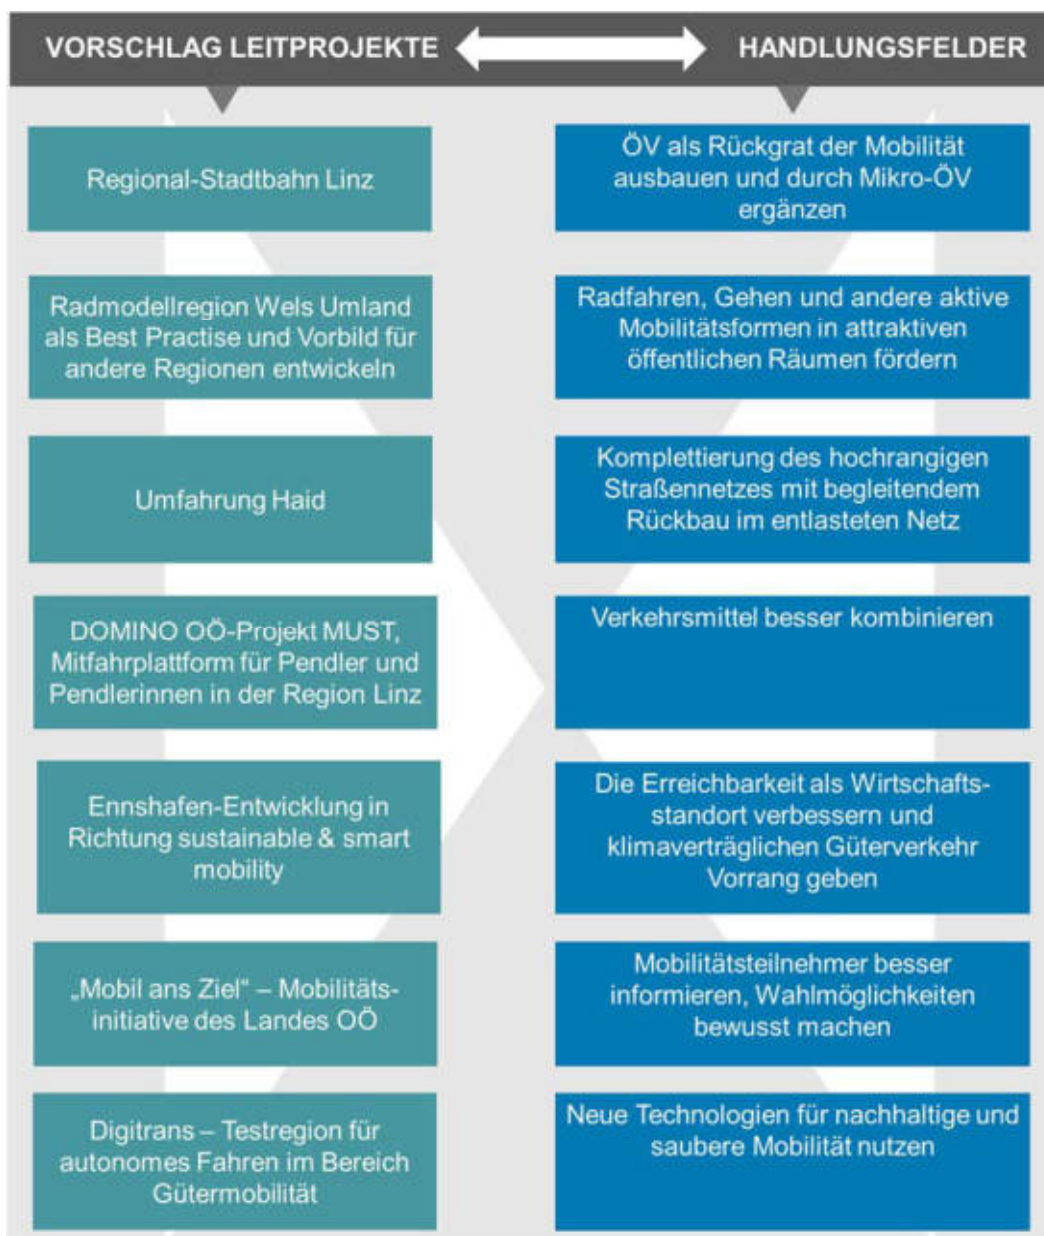 VORSCHLAG LEITPROJEKTE
HANDLUNGSFELDER
Regional-Stadtbahn Linz
ÖV als Rückgrat der Mobilität
ausbauen und durch Mikro-ÖV
ergänzen
Radmodellregion Wels Umland
als Best Practise und Vorbild für
andere Regionen entwickeln
Radfahren, Gehen und andere aktive
Mobilitätsformen in attraktiven
öffentlichen Räumen fördern
Umfahrung Haid
Komplettierung des hochrangigen
Straßennetzes mit begleitendem
Rückbau im entlasteten Netz
DOMINO OÖ-Projekt MUST,
Mitfahrplattform für Pendler und
Pendlerinnen in der Region Linz
Verkehrsmittel besser kombinieren
Ennshafen-Entwicklung in
Richtung sustainable & smart
mobility
Die Erreichbarkeit als Wirtschafts-
standort verbessern und
klimaverträglichen Güterverkehr
Vorrang geben
„Mobil ans Ziel“ – Mobilitäts-
initiative des Landes OÖ
Mobilitätsteilnehmer besser
informieren, Wahlmöglichkeiten
bewusst machen
Digitrans – Testregion für
autonomes Fahren im Bereich
Gütermobilität
Neue Technologien für nachhaltige und
saubere Mobilität nutzen